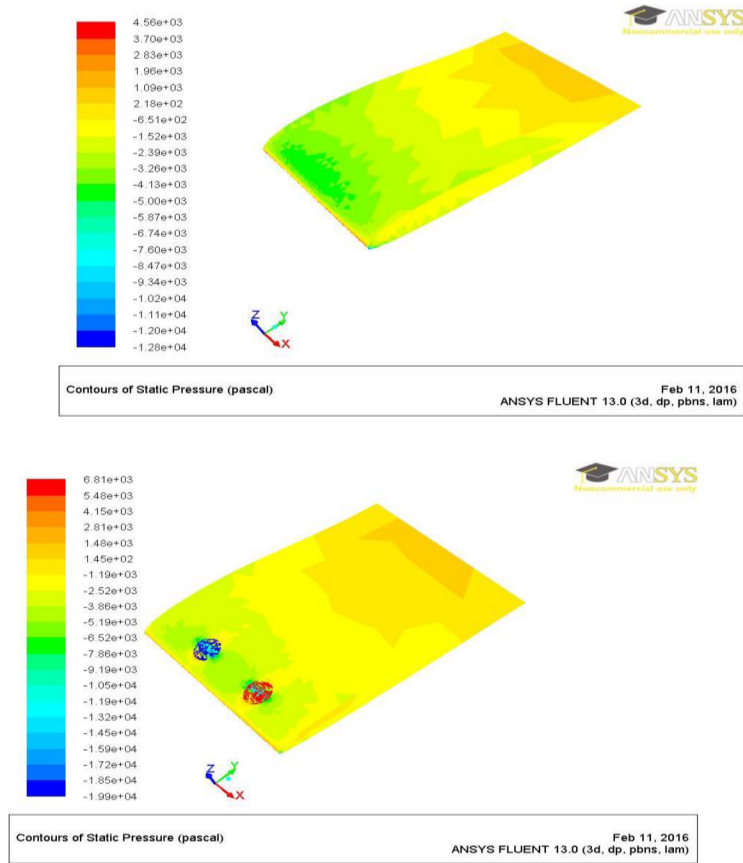 ANSYS
Noncommercial use only
4.56e+03
3.70e+03
2.83e+03
1.96e+03
1.09e+03
2.18e+02
-6.51e+02
-1.52e+03
-2.39e+03
-3.26e+03
-4.13e+03
-5.00e+03
-5.87e+03
-6.74e+03
-7.60e+03
-8.47e+03
-9.34e+03
-1.02e+04
-1.11e+04
-1.20e+04
-1.28e+04
Z
Y
X
Contours of Static Pressure (pascal)
Feb 11, 2016
ANSYS FLUENT 13.0 (3d, dp, pbns, lam)
ANSYS
Noncommercial use only
6.81e+03
5.48e+03
4.15e+03
2.81e+03
1.48e+03
1.45e+02
-1.19e+03
-2.52e+03
-3.86e+03
-5.19e+03
-6.52e+03
-7.86e+03
-9.19e+03
-1.05e+04
-1.19e+04
-1.32e+04
-1.45e+04
-1.59e+04
-1.72e+04
-1.85e+04
-1.99e+04
Z
Y
X
Contours of Static Pressure (pascal)
Feb 11, 2016
ANSYS FLUENT 13.0 (3d, dp, pbns, lam)